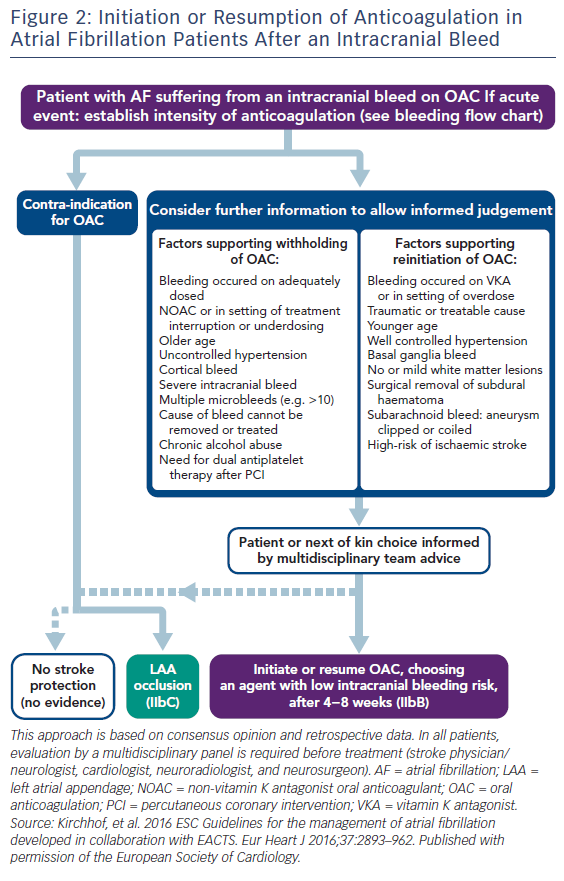 Figure 2: Initiation or Resumption of Anticoagulation in
Atrial Fibrillation Patients After an Intracranial Bleed
Patient with AF suffering from an intracranial bleed on OAC If acute
event: establish intensity of anticoagulation (see bleeding flow chart)
Contra-indication
for OAC
Consider further information to allow informed judgement
Factors supporting withholding
of OAC:
Bleeding occured on adequately
dosed
NOAC or in setting of treatment
interruption or underdosing
Older age
Uncontrolled hypertension
Cortical bleed
Severe intracranial bleed
Multiple microbleeds (e.g. >10)
Cause of bleed cannot be
removed or treated
Chronic alcohol abuse
Need for dual antiplatelet
therapy after PCI
Factors supporting
reinitiation of OAC:
Bleeding occured on VKA
or in setting of overdose
Traumatic or treatable cause
Younger age
Well controlled hypertension
Basal ganglia bleed
No or mild white matter lesions
Surgical removal of subdural
haematoma
Subarachnoid bleed: aneurysm
clipped or coiled
High-risk of ischaemic stroke
Patient or next of kin choice informed
by multidisciplinary team advice
No stroke
protection
(no evidence)
LAA
occlusion
(IIbC)
Initiate or resume OAC, choosing
an agent with low intracranial bleeding risk,
after 4–8 weeks (IIbB)
This approach is based on consensus opinion and retrospective data. In all patients,
evaluation by a multidisciplinary panel is required before treatment (stroke physician/
neurologist, cardiologist, neuroradiologist, and neurosurgeon). AF = atrial fibrillation; LAA =
left atrial appendage; NOAC = non-vitamin K antagonist oral anticoagulant; OAC = oral
anticoagulation; PCI = percutaneous coronary intervention; VKA = vitamin K antagonist.
Source: Kirchhof, et al. 2016 ESC Guidelines for the management of atrial fibrillation
developed in collaboration with EACTS. Eur Heart J 2016;37:2893–962. Published with
permission of the European Society of Cardiology.